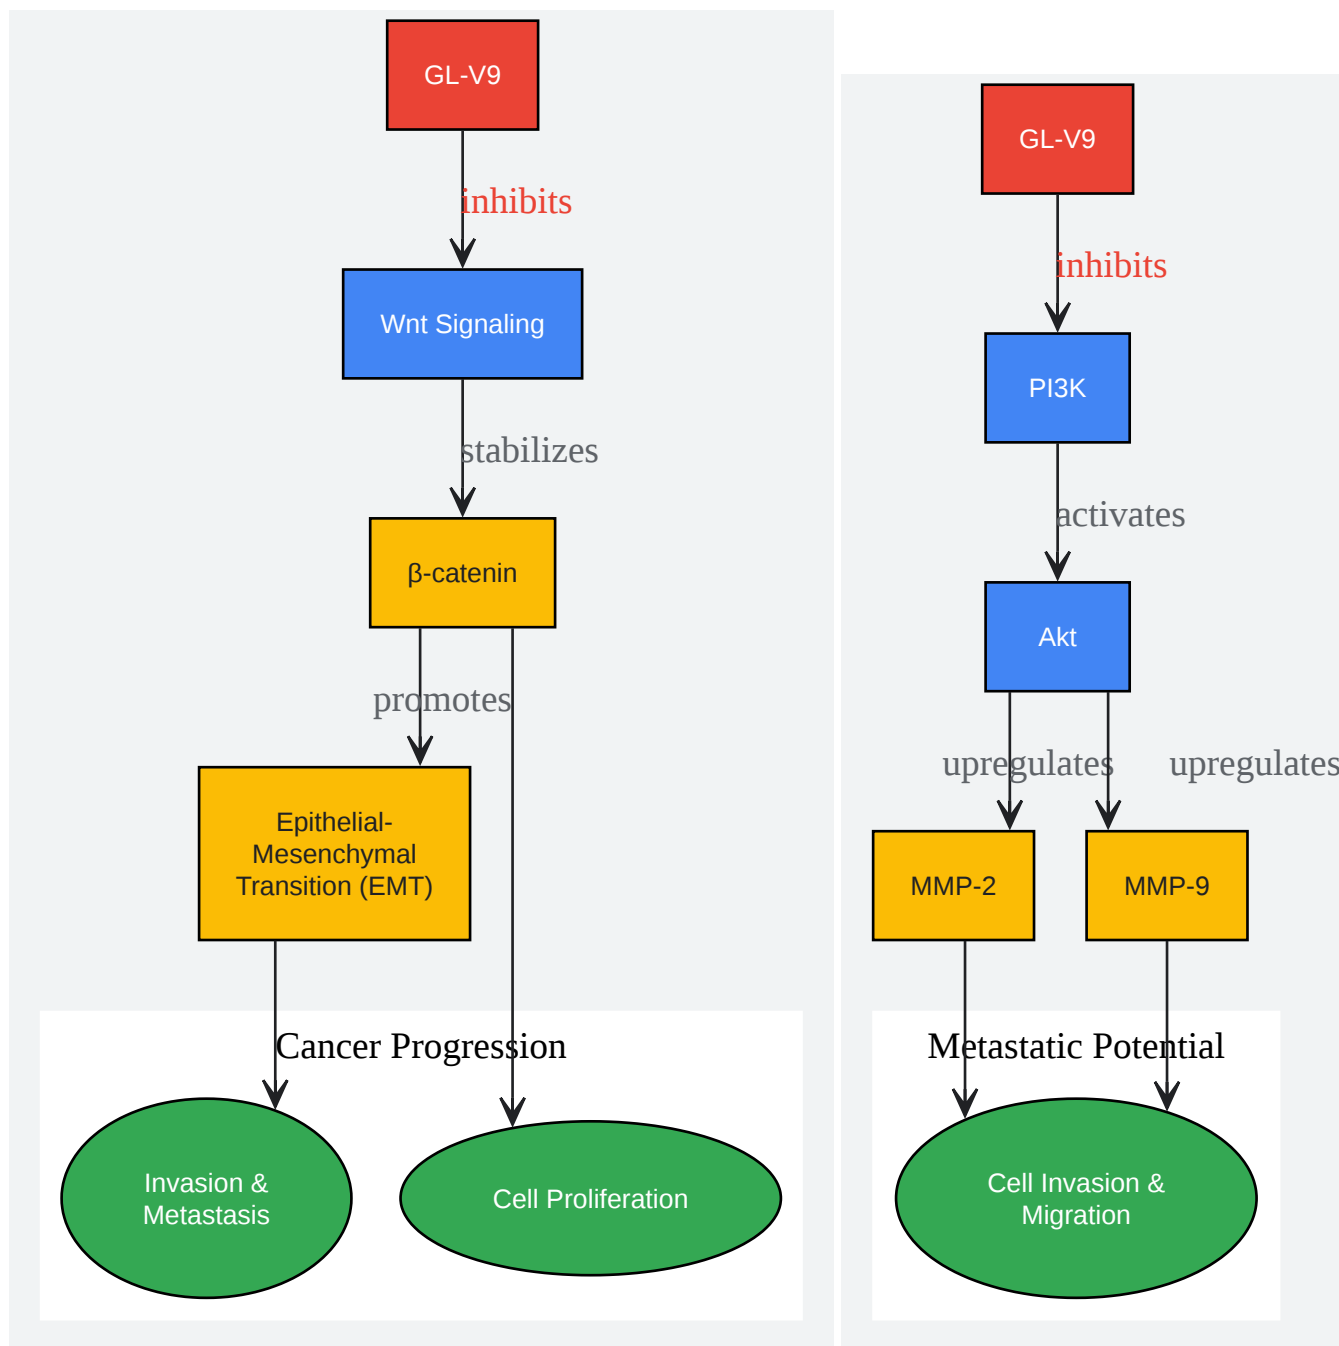 GL-V9
inhibits
Wnt Signaling
stabilizes
β-catenin
promotes
Epithelial-
Mesenchymal
Transition (EMT)
Cancer Progression
Invasion &
Metastasis
Cell Proliferation
GL-V9
inhibits
PI3K
activates
Akt
upregulates
upregulates
MMP-2
MMP-9
Metastatic Potential
Cell Invasion &
Migration